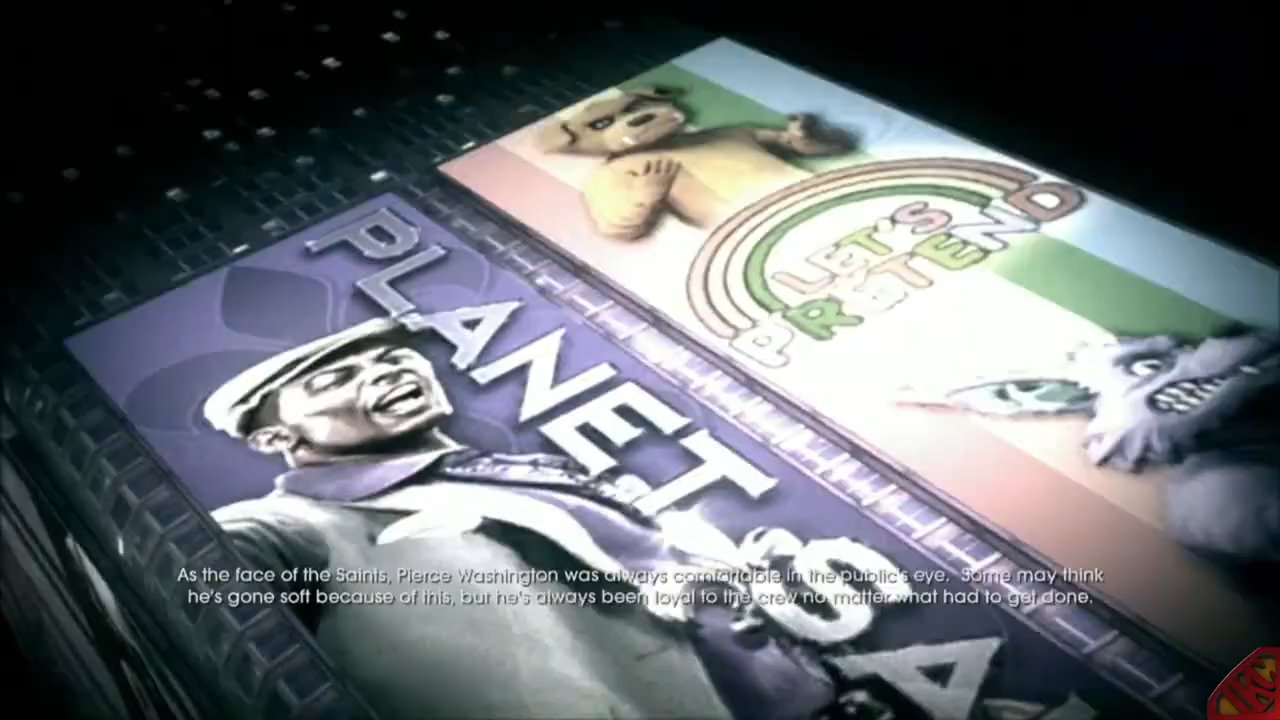 PLANET SA
LET'S
PRETEND
As the face of the Saints, Pierce Washington was always comfortable in the public's eye.  Some may think
he's gone soft because of this, but he's always been loyal to the crew no matter what had to get done.